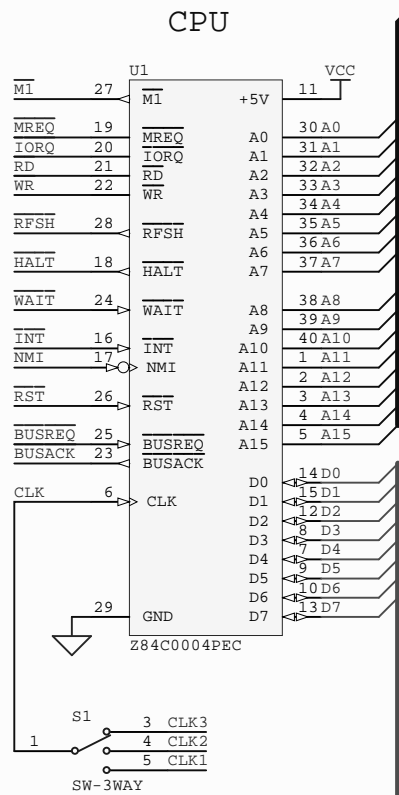 CPU
U1
VCC
M1 27 M1 +5V 11
MREQ 19 MREQ A0 30 A0
IORQ 20 IORQ A1 31 A1
RD 21 RD A2 32 A2
WR 22 WR A3 33 A3
A4 34 A4
RFSH 28 RFSH A5 35 A5
A6 36 A6
HALT 18 HALT A7 37 A7
WAIT 24 WAIT A8 38 A8
A9 39 A9
INT 16 INT A10 40 A10
NMI 17 NMI A11 1 A11
A12 2 A12
RST 26 RST A13 3 A13
A14 4 A14
BUSREQ 25 BUSREQ A15 5 A15
BUSACK 23 BUSACK
D0 14 D0
CLK 6 CLK D1 15 D1
D2 12 D2
D3 8 D3
D4 7 D4
D5 9 D5
D6 10 D6
29 GND D7 13 D7
Z84C0004PEC
S1
3 CLK3
1 4 CLK2
5 CLK1
SW-3WAY